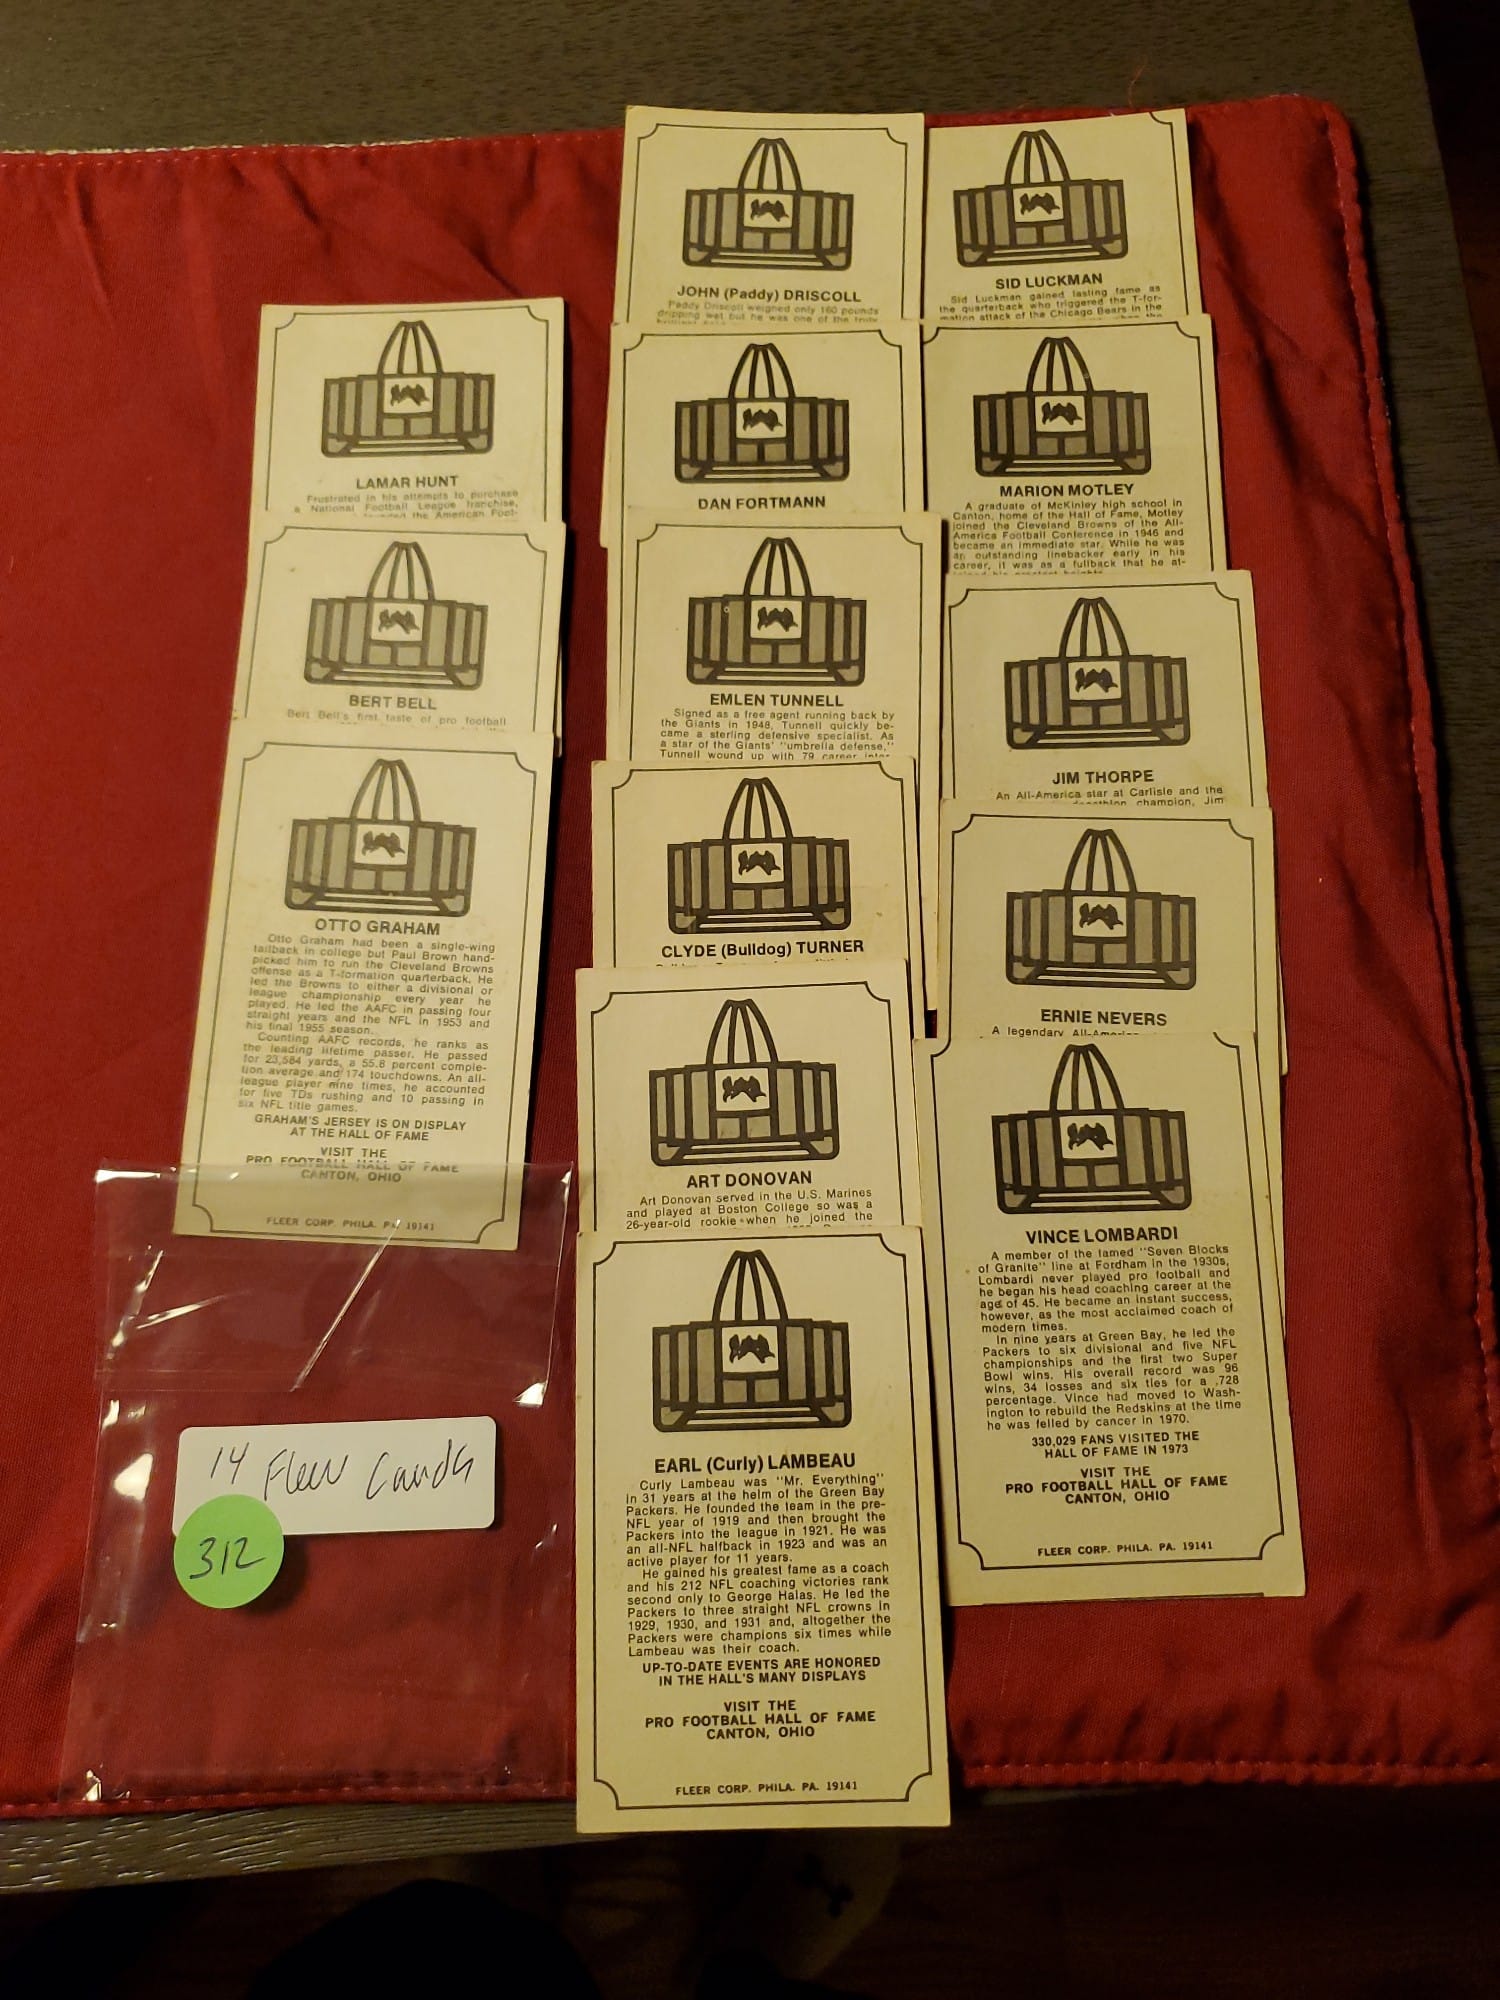 LAMAR HUNT
Frustrated in his attempts to purchase
a National Football League franchise,
founded the American Foot-
BERT BELL
Bert Bell's first taste of pro football
OTTO GRAHAM
Otto Graham had been a single-wing
tailback in college but Paul Brown hand-
picked him to run the Cleveland Browns
offense as a T-formation quarterback. He
led the Browns to either a divisional or
league championship every year he
played. He led the AAFC in passing four
straight years and the NFL in 1953 and
his final 1955 season.
Counting AAFC records, he ranks as
the leading lifetime passer. He passed
for 23,584 yards, a 55.8 percent comple-
tion average and 174 touchdowns. An all-
league player nine times, he accounted
for five TDs rushing and 10 passing in
six NFL title games.
GRAHAM'S JERSEY IS ON DISPLAY
AT THE HALL OF FAME
VISIT THE
PRO FOOTBALL HALL OF FAME
CANTON, OHIO
FLEER CORP. PHILA. PA. 19141
14 Fleer Cards
312
JOHN (Paddy) DRISCOLL
Paddy Driscoll weighed only 160 pounds
dripping wet but he was one of the truly
DAN FORTMANN
EMLEN TUNNELL
Signed as a free agent running back by
the Giants in 1948, Tunnell quickly be-
came a sterling defensive specialist. As
a star of the Giants' "umbrella defense,"
Tunnell wound up with 79 career inter-
CLYDE (Bulldog) TURNER
ART DONOVAN
Art Donovan served in the U.S. Marines
and played at Boston College so was a
26-year-old rookie when he joined the
EARL (Curly) LAMBEAU
Curly Lambeau was "Mr. Everything"
in 31 years at the helm of the Green Bay
Packers. He founded the team in the pre-
NFL year of 1919 and then brought the
Packers into the league in 1921. He was
an all-NFL halfback in 1923 and was an
active player for 11 years.
He gained his greatest fame as a coach
and his 212 NFL coaching victories rank
second only to George Halas. He led the
Packers to three straight NFL crowns in
1929, 1930, and 1931 and, altogether the
Packers were champions six times while
Lambeau was their coach.
UP-TO-DATE EVENTS ARE HONORED
IN THE HALL'S MANY DISPLAYS
VISIT THE
PRO FOOTBALL HALL OF FAME
CANTON, OHIO
FLEER CORP. PHILA. PA. 19141
SID LUCKMAN
Sid Luckman gained lasting fame as
the quarterback who triggered the T-for-
mation attack of the Chicago Bears in the
MARION MOTLEY
A graduate of McKinley high school in
Canton, home of the Hall of Fame, Motley
joined the Cleveland Browns of the All-
America Football Conference in 1946 and
became an immediate star. While he was
an outstanding linebacker early in his
career, it was as a fullback that he at-
JIM THORPE
An All-America star at Carlisle and the
decathlon champion, Jim
ERNIE NEVERS
A legendary All-America
VINCE LOMBARDI
A member of the famed "Seven Blocks
of Granite" line at Fordham in the 1930s,
Lombardi never played pro football and
he began his head coaching career at the
age of 45. He became an instant success,
however, as the most acclaimed coach of
modern times.
In nine years at Green Bay, he led the
Packers to six divisional and five NFL
championships and the first two Super
Bowl wins. His overall record was 96
wins, 34 losses and six ties for a .728
percentage. Vince had moved to Wash-
ington to rebuild the Redskins at the time
he was felled by cancer in 1970.
330,029 FANS VISITED THE
HALL OF FAME IN 1973
VISIT THE
PRO FOOTBALL HALL OF FAME
CANTON, OHIO
FLEER CORP. PHILA. PA. 19141